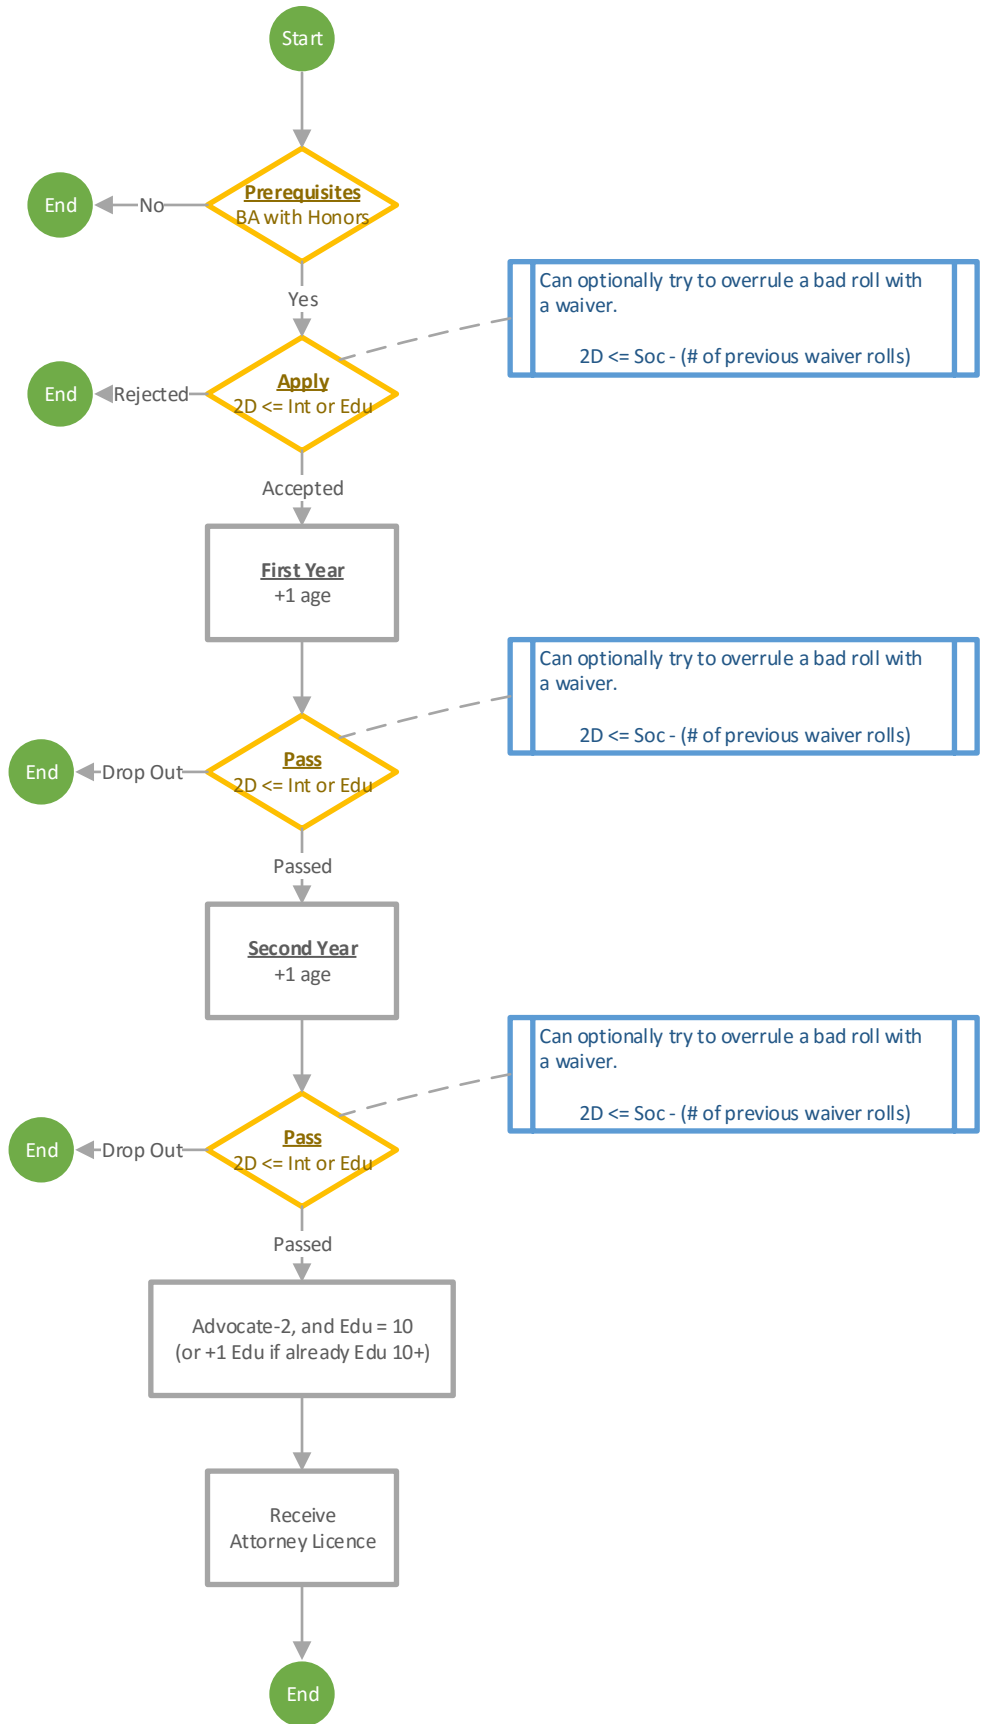 Start
Prerequisites
BA with Honors
No
End
Yes
Can optionally try to overrule a bad roll with
a waiver.
2D <= Soc - (# of previous waiver rolls)
Apply
2D <= Int or Edu
Rejected
End
Accepted
First Year
+1 age
Can optionally try to overrule a bad roll with
a waiver.
2D <= Soc - (# of previous waiver rolls)
Pass
2D <= Int or Edu
Drop Out
End
Passed
Second Year
+1 age
Can optionally try to overrule a bad roll with
a waiver.
2D <= Soc - (# of previous waiver rolls)
Pass
2D <= Int or Edu
Drop Out
End
Passed
Advocate-2, and Edu = 10
(or +1 Edu if already Edu 10+)
Receive
Attorney Licence
End